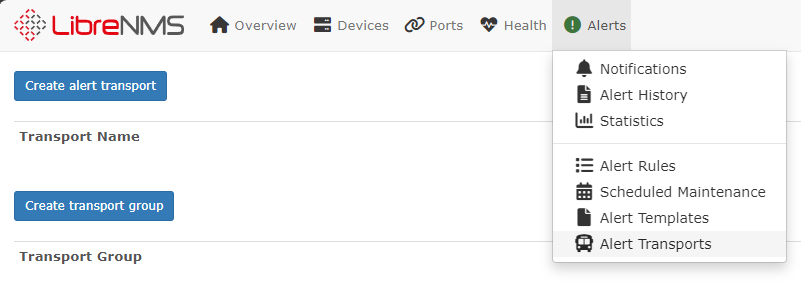 LibreNMS Overview Devices Ports Health Alerts
Create alert transport
Transport Name
Create transport group
Transport Group
Notifications
Alert History
Statistics
Alert Rules
Scheduled Maintenance
Alert Templates
Alert Transports